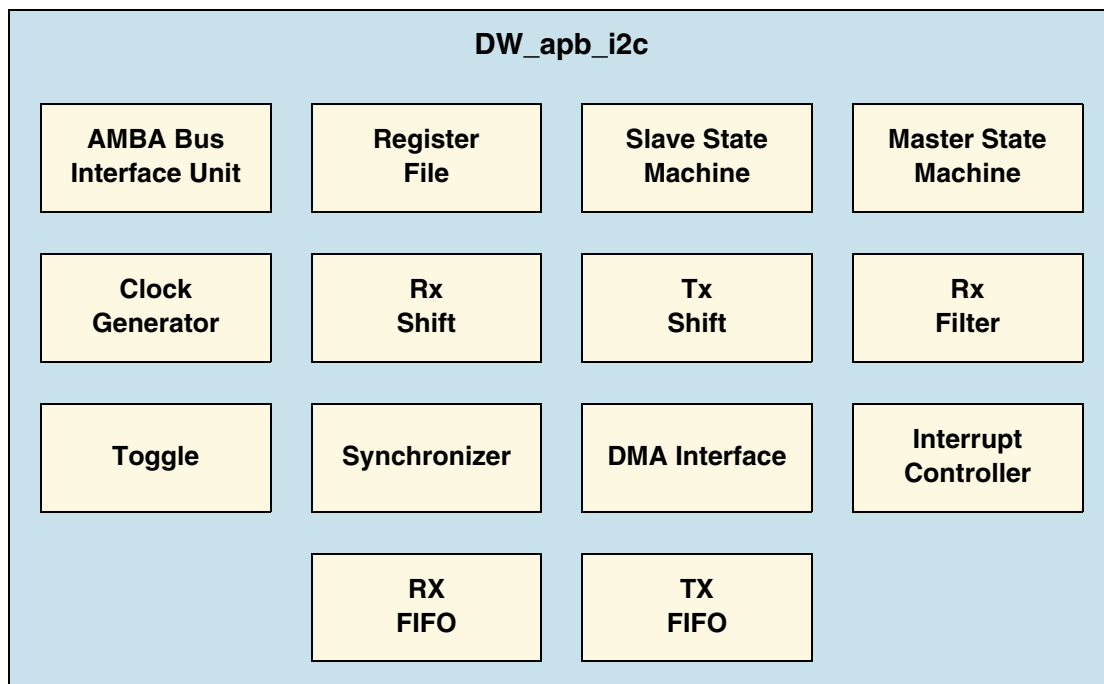 DW_apb_i2c
AMBA Bus
Interface Unit
Register
File
Slave State
Machine
Master State
Machine
Clock
Generator
Rx
Shift
Tx
Shift
Rx
Filter
Toggle
Synchronizer
DMA Interface
Interrupt
Controller
RX
FIFO
TX
FIFO